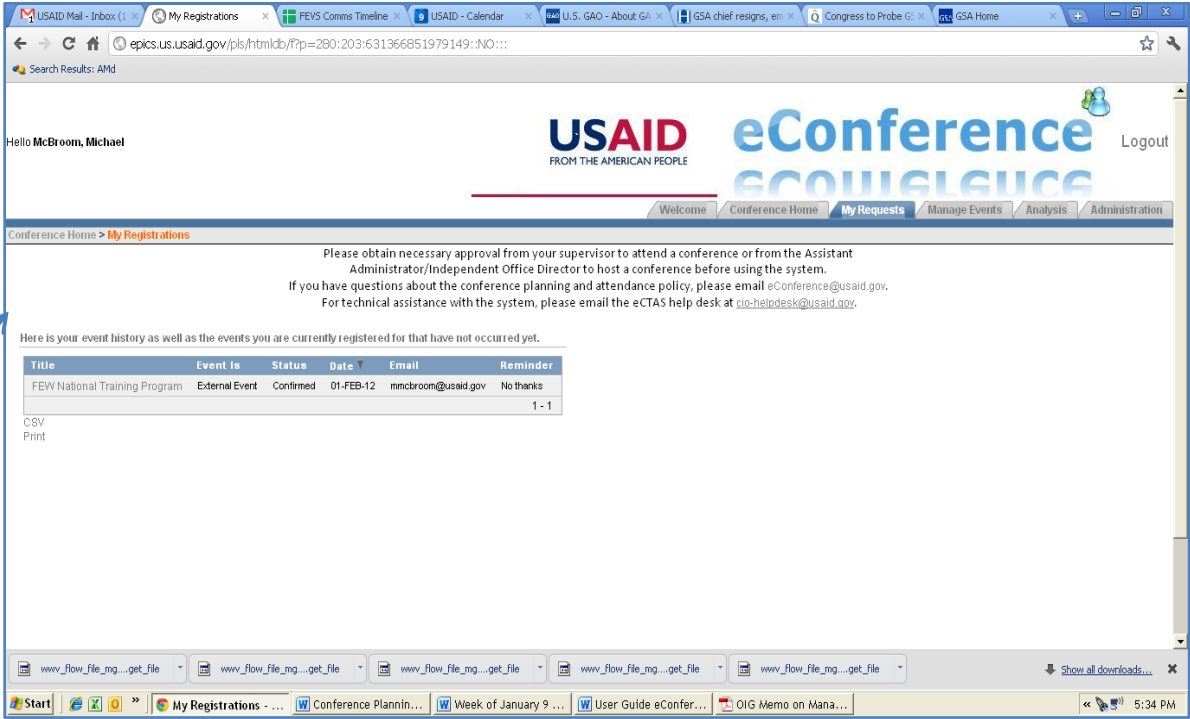 USAID Mail - Inbox (1
My Registrations
FEVS Comms Timeline
9 USAID - Calendar
GAO U.S. GAO - About GA
GSA chief resigns, em
Congress to Probe GS
GSA GSA Home
epics.us.usaid.gov/pls/htmldb/f?p=280:203:631366851979149::NO:::
Search Results: AMd
Hello McBroom, Michael
USAID
FROM THE AMERICAN PEOPLE
eConference
Logout
Welcome Conference Home My Requests Manage Events Analysis Administration
Conference Home > My Registrations
Please obtain necessary approval from your supervisor to attend a conference or from the Assistant
Administrator/Independent Office Director to host a conference before using the system.
If you have questions about the conference planning and attendance policy, please email eConference@usaid.gov.
For technical assistance with the system, please email the eCTAS help desk at cio-helpdesk@usaid.gov.
Here is your event history as well as the events you are currently registered for that have not occurred yet.
Title Event Is Status Date Email Reminder
FEW National Training Program External Event Confirmed 01-FEB-12 mmcbroom@usaid.gov No thanks
1 - 1
CSV
Print
wwv_flow_file_mg....get_file wwv_flow_file_mg....get_file wwv_flow_file_mg....get_file wwv_flow_file_mg....get_file wwv_flow_file_mg....get_file Show all downloads...
Start My Registrations - ... Conference Plannin... Week of January 9 ... User Guide eConfer... OIG Memo on Mana... 5:34 PM